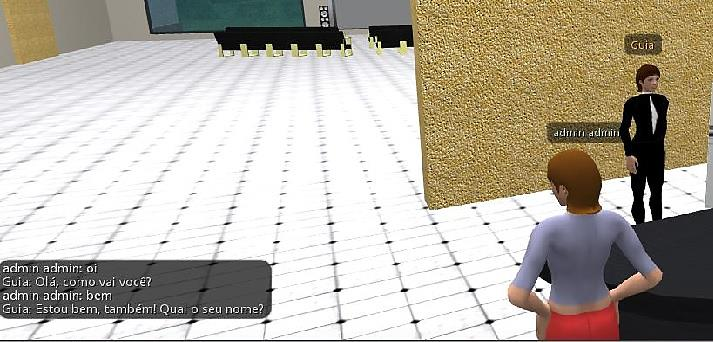 Guia
admin admin
admin admin: oi
Guia: Olá, como vai você?
admin admin: bem
Guia: Estou bem, também! Qual o seu nome?